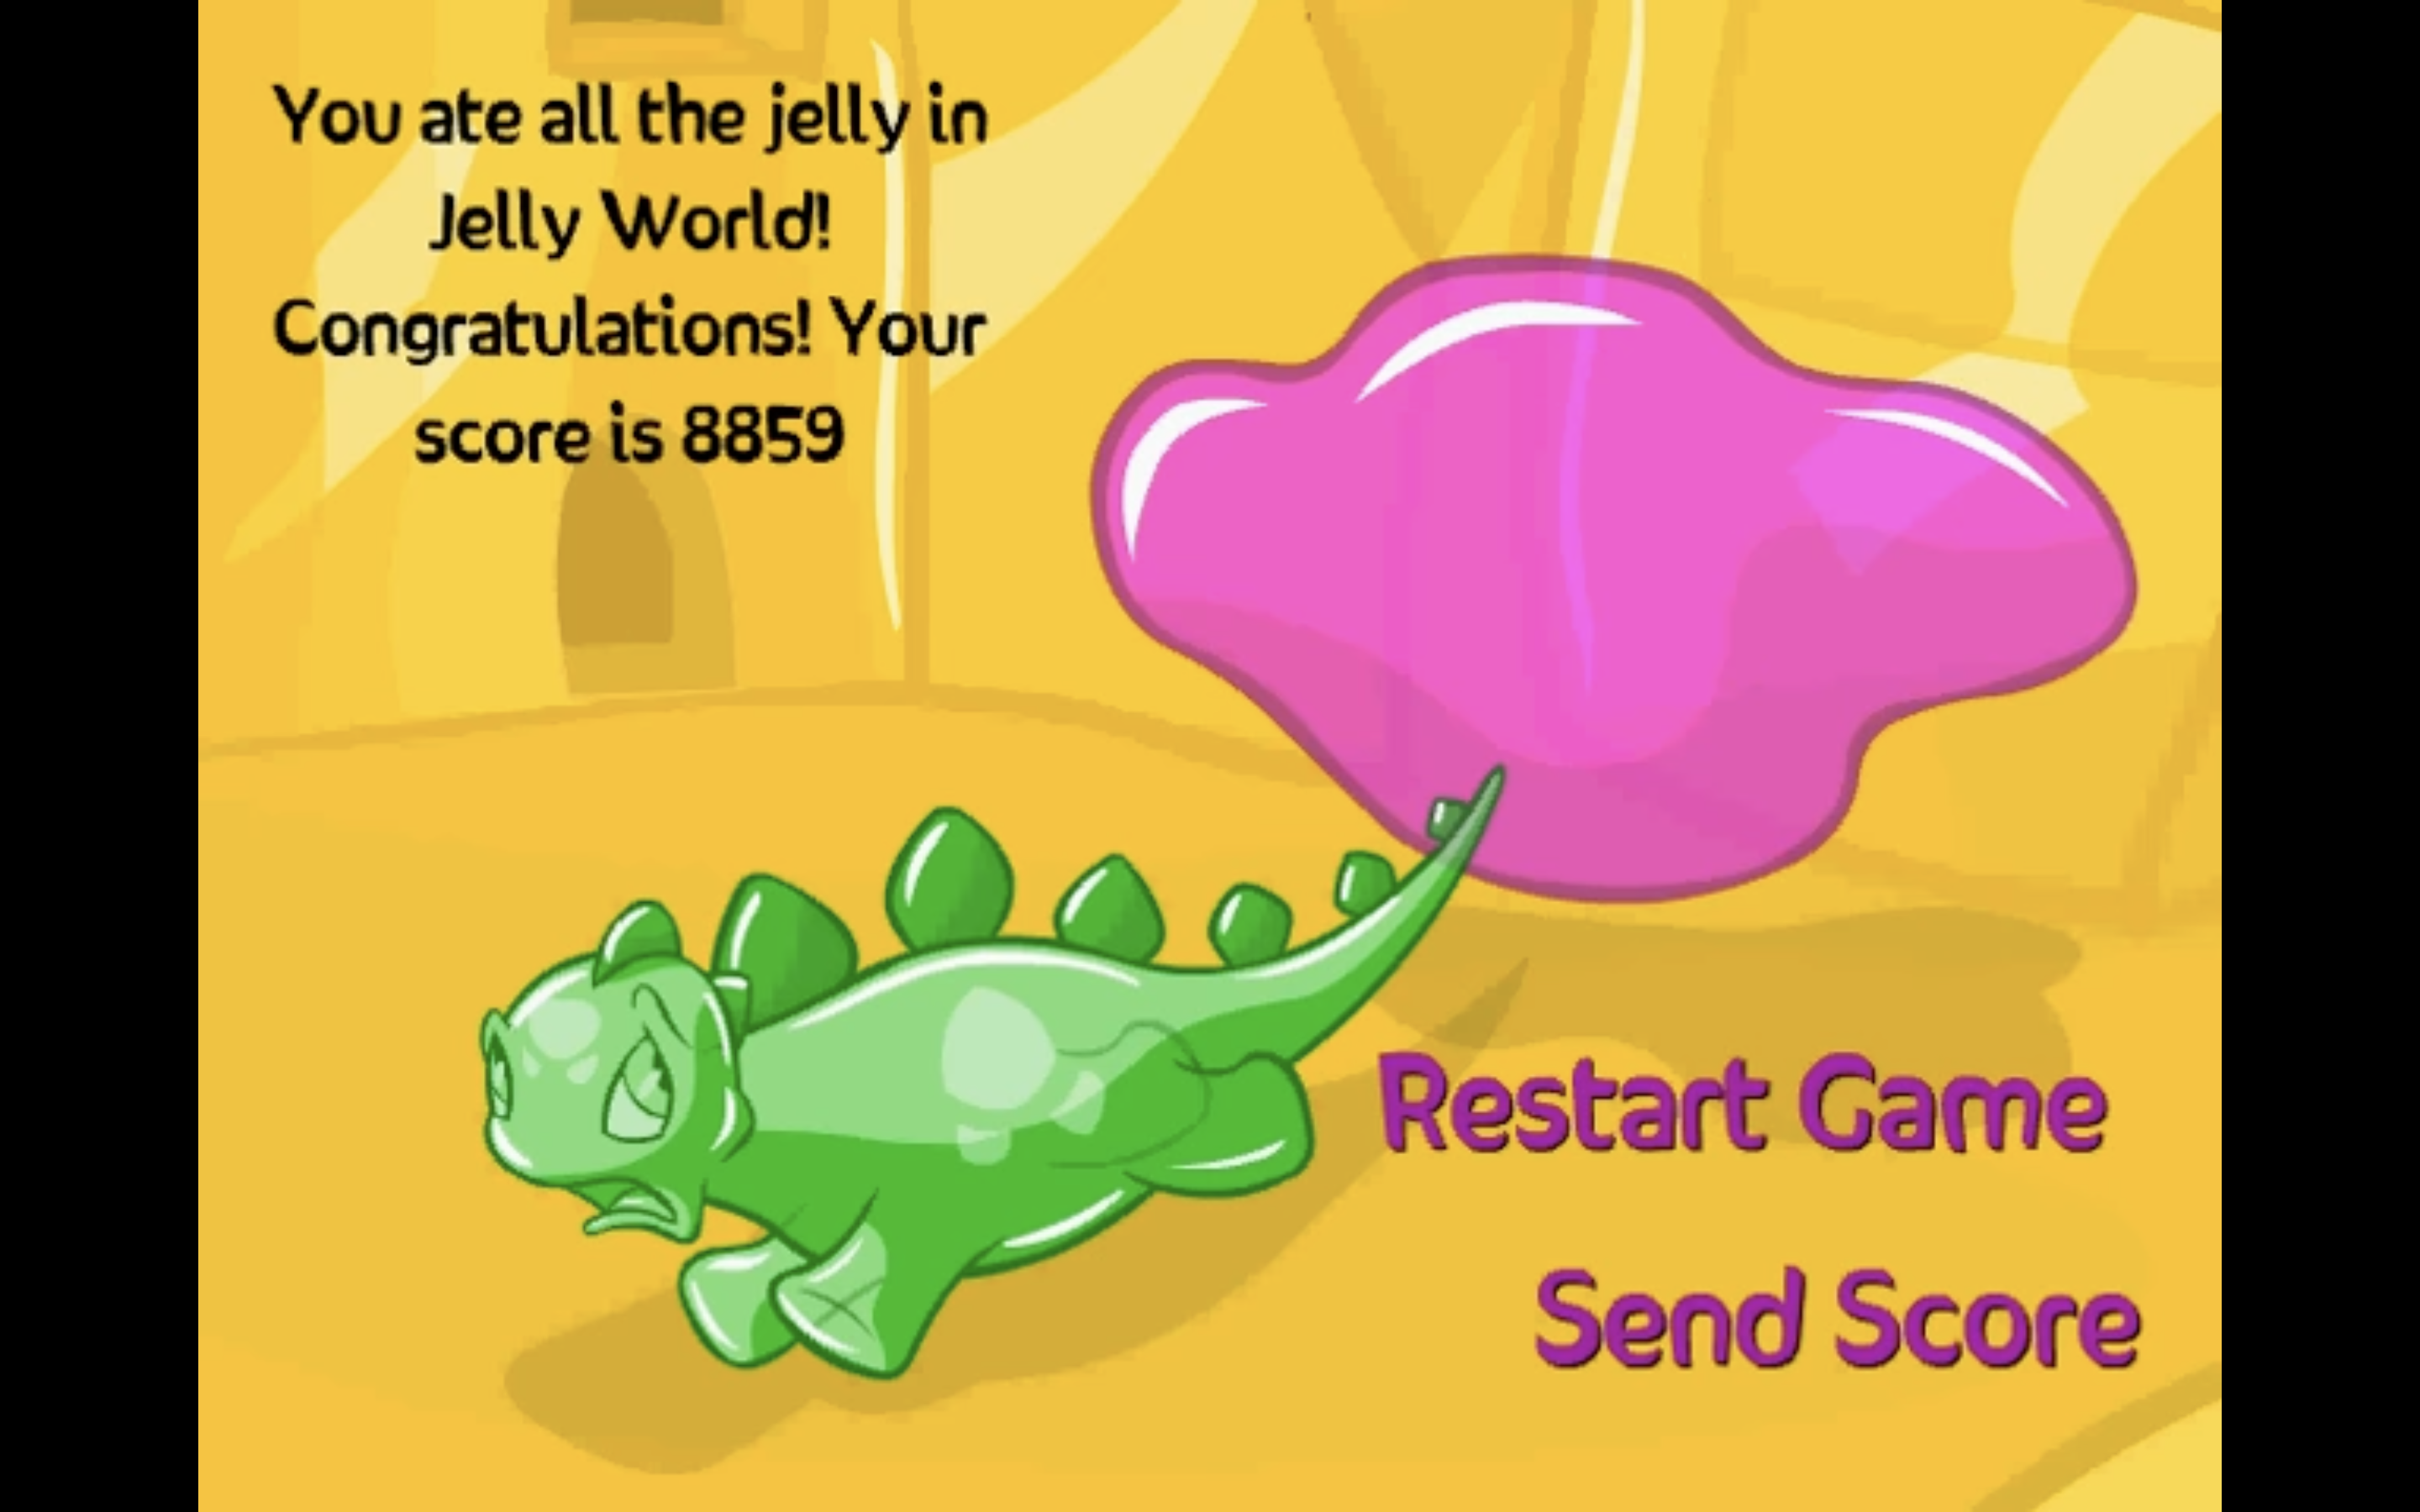 You ate all the jelly in
Jelly World!
Congratulations! Your
score is 8859
Restart Game
Send Score